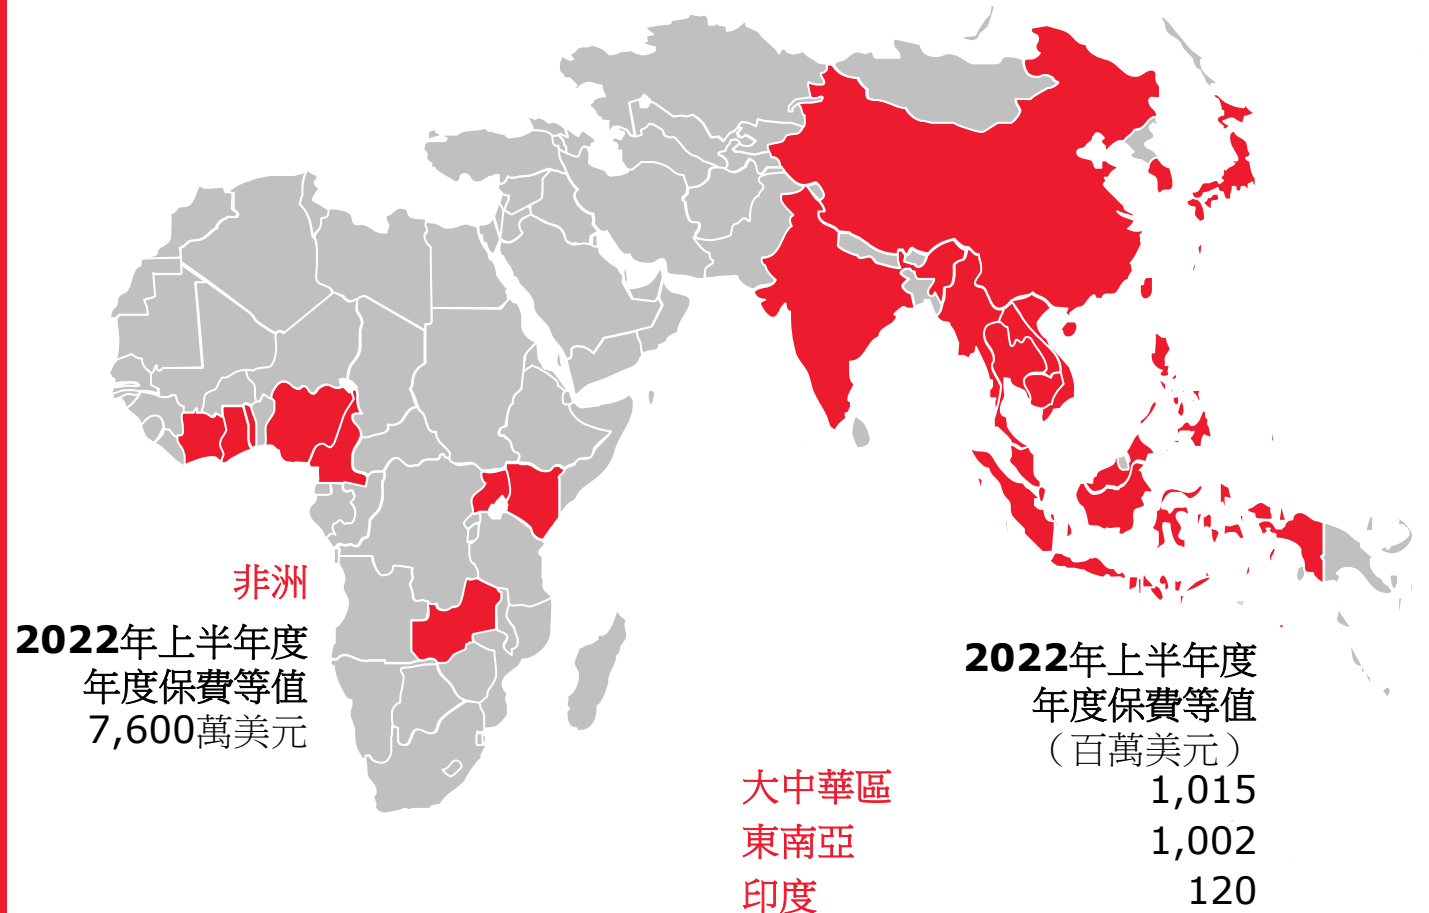 非洲
2022年上半年度
年度保費等值
7,600萬美元
2022年上半年度
年度保費等值
（百萬美元）
大中華區 1,015
東南亞 1,002
印度 120